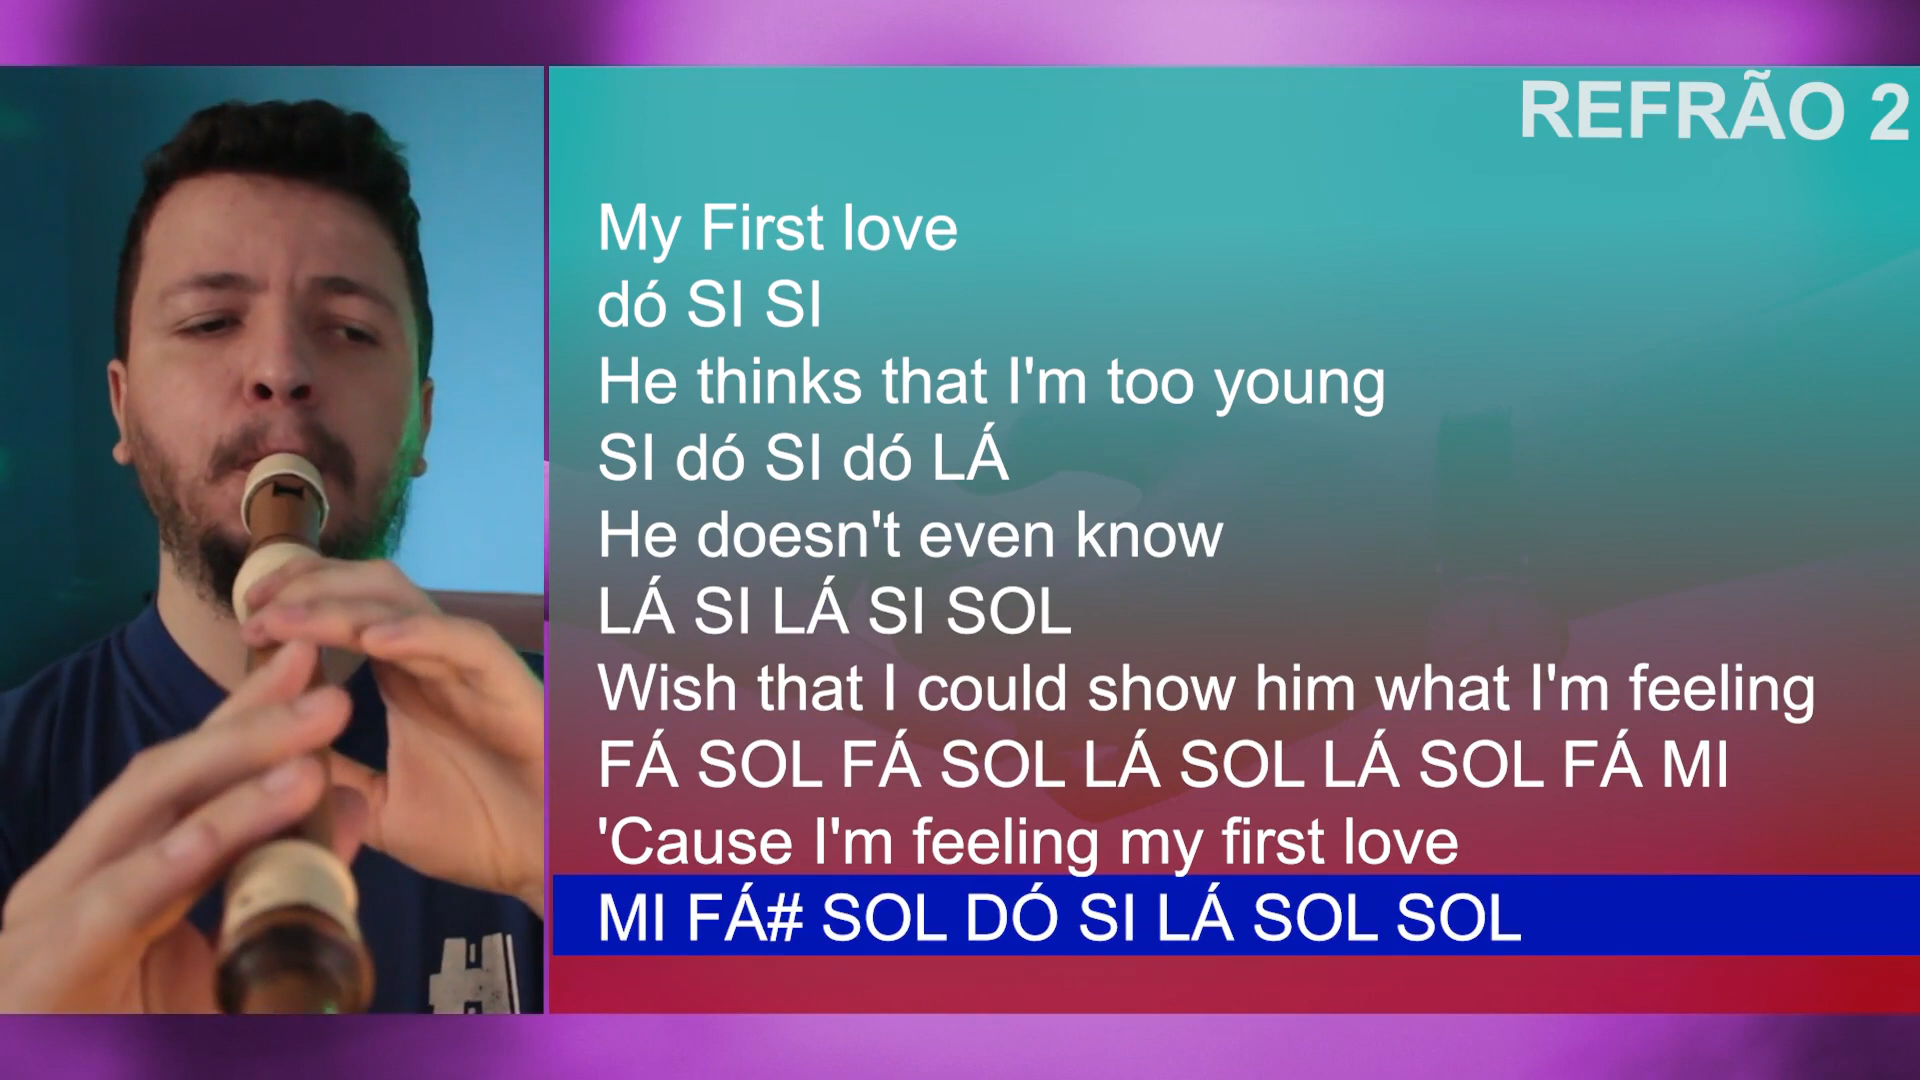 REFRÃO 2
My First love
dó SI SI
He thinks that I'm too young
SI dó SI dó LÁ
He doesn't even know
LÁ SI LÁ SI SOL
Wish that I could show him what I'm feeling
FÁ SOL FÁ SOL LÁ SOL LÁ SOL FÁ MI
'Cause I'm feeling my first love
MI FÁ# SOL DÓ SI LÁ SOL SOL